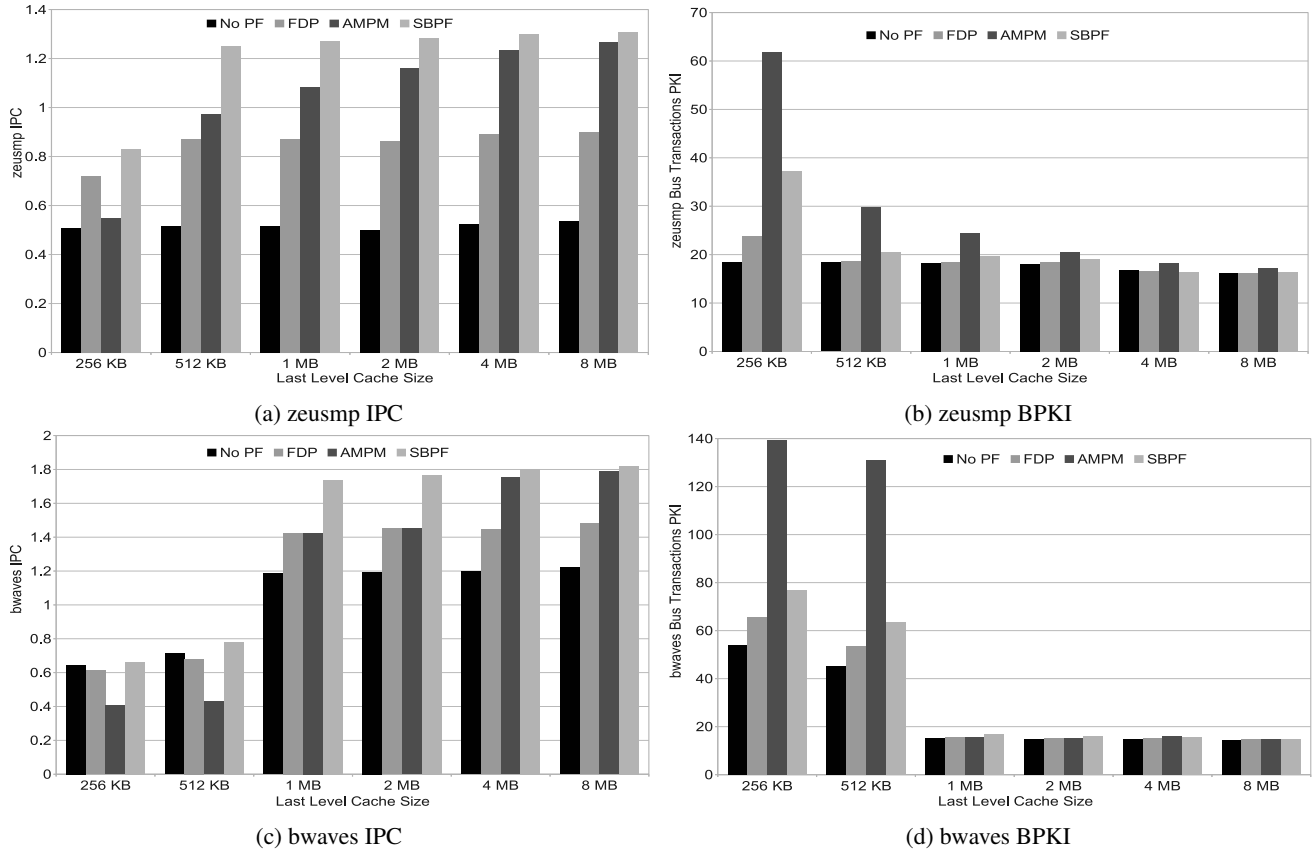 1.4
1.2
1
0.8
0.6
0.4
0.2
0
zeusmp IPC
No PF FDP AMPM SBPF
256 KB 512 KB 1 MB 2 MB 4 MB 8 MB
Last Level Cache Size
(a) zeusmp IPC
70
60
50
40
30
20
10
0
zeusmp Bus Transactions PKI
No PF FDP AMPM SBPF
256 KB 512 KB 1 MB 2 MB 4 MB 8 MB
Last Level Cache Size
(b) zeusmp BPKI
2
1.8
1.6
1.4
1.2
1
0.8
0.6
0.4
0.2
0
bwaves IPC
No PF FDP AMPM SBPF
256 KB 512 KB 1 MB 2 MB 4 MB 8 MB
Last Level Cache Size
(c) bwaves IPC
140
120
100
80
60
40
20
0
bwaves Bus Transactions PKI
No PF FDP AMPM SBPF
256 KB 512 KB 1 MB 2 MB 4 MB 8 MB
Last Level Cache Size
(d) bwaves BPKI